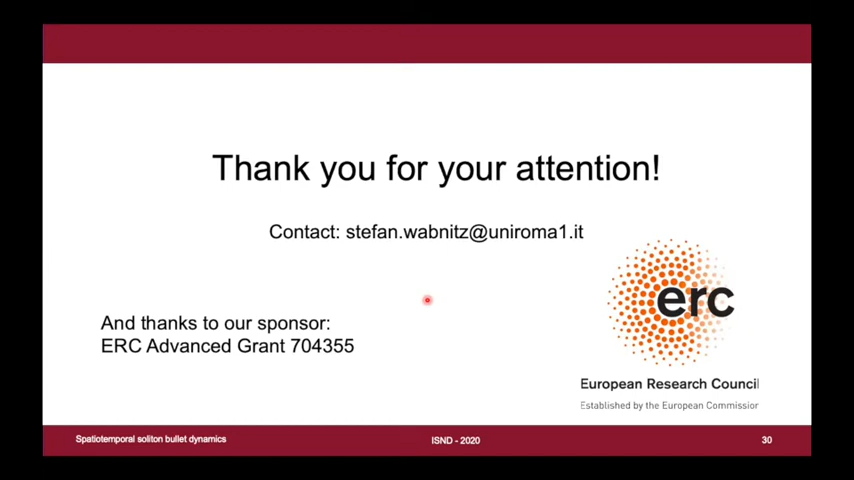 Thank you for your attention!
Contact: stefan.wabnitz@uniroma1.it
erc
And thanks to our sponsor:
ERC Advanced Grant 704355
European Research Council
Established by the European Commission
Spatiotemporal soliton bullet dynamics
ISND - 2020
30